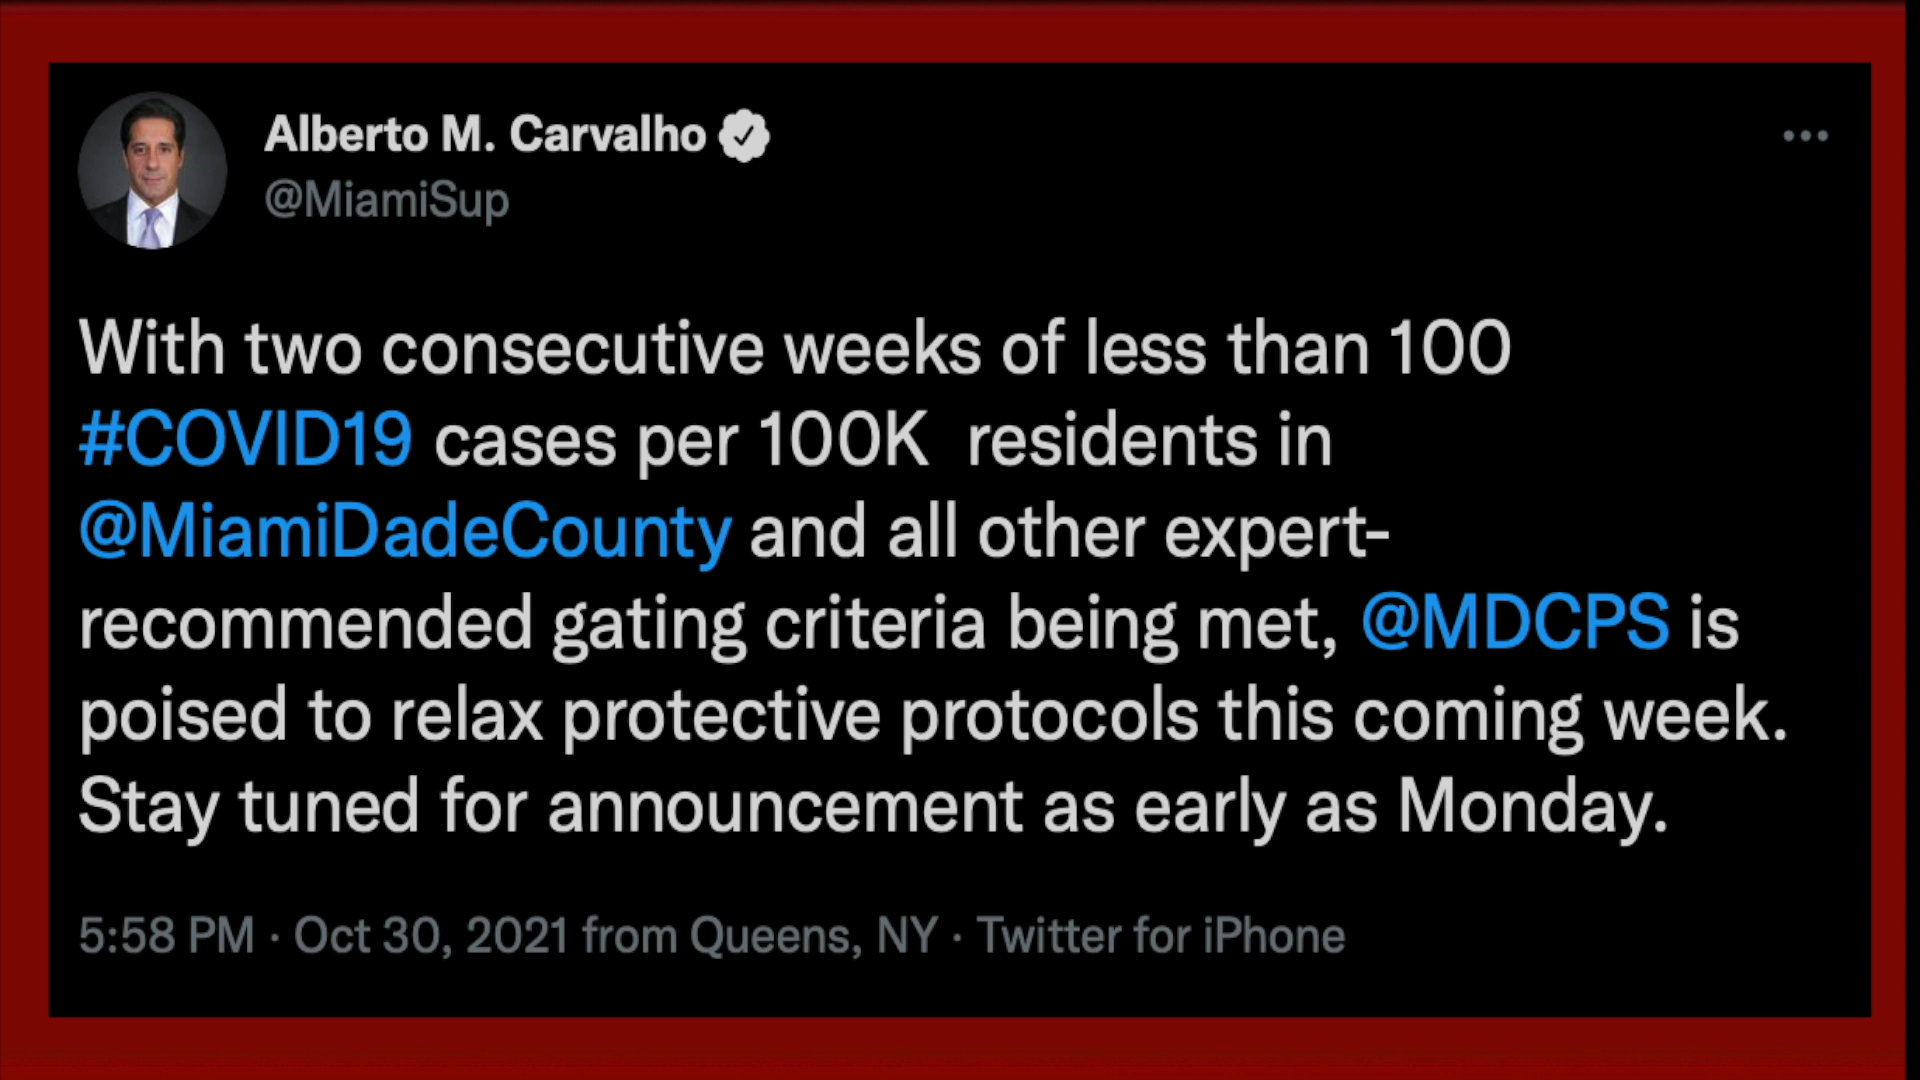 Alberto M. Carvalho
@MiamiSup
With two consecutive weeks of less than 100
#COVID19 cases per 100K  residents in
@MiamiDadeCounty and all other expert-
recommended gating criteria being met, @MDCPS is
poised to relax protective protocols this coming week.
Stay tuned for announcement as early as Monday.
5:58 PM · Oct 30, 2021 from Queens, NY · Twitter for iPhone